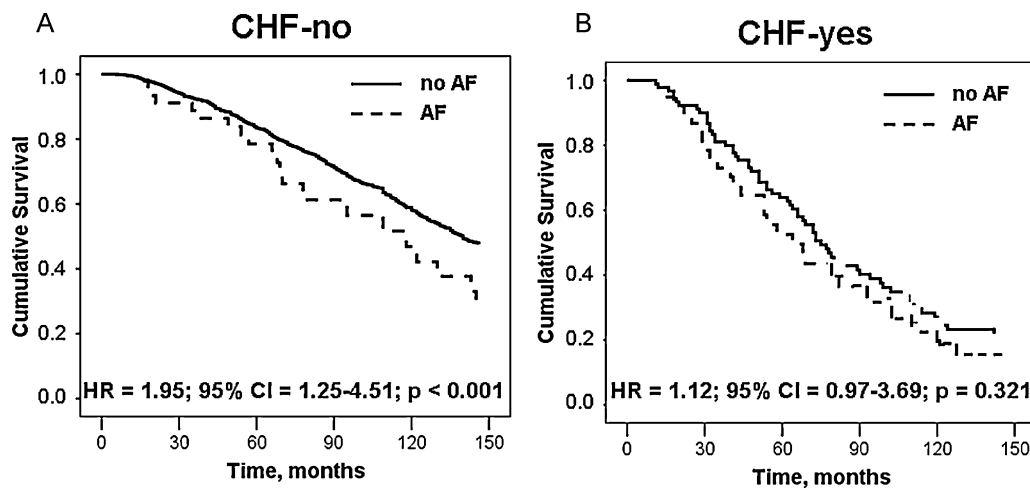 A
CHF-no
Cumulative Survival
1.0
0.8
0.6
0.4
0.2
0.0
no AF
AF
HR = 1.95; 95% CI = 1.25-4.51; p < 0.001
0 30 60 90 120 150
Time, months
B
CHF-yes
Cumulative Survival
1.0
0.8
0.6
0.4
0.2
0.0
no AF
AF
HR = 1.12; 95% CI = 0.97-3.69; p = 0.321
0 30 60 90 120 150
Time, months